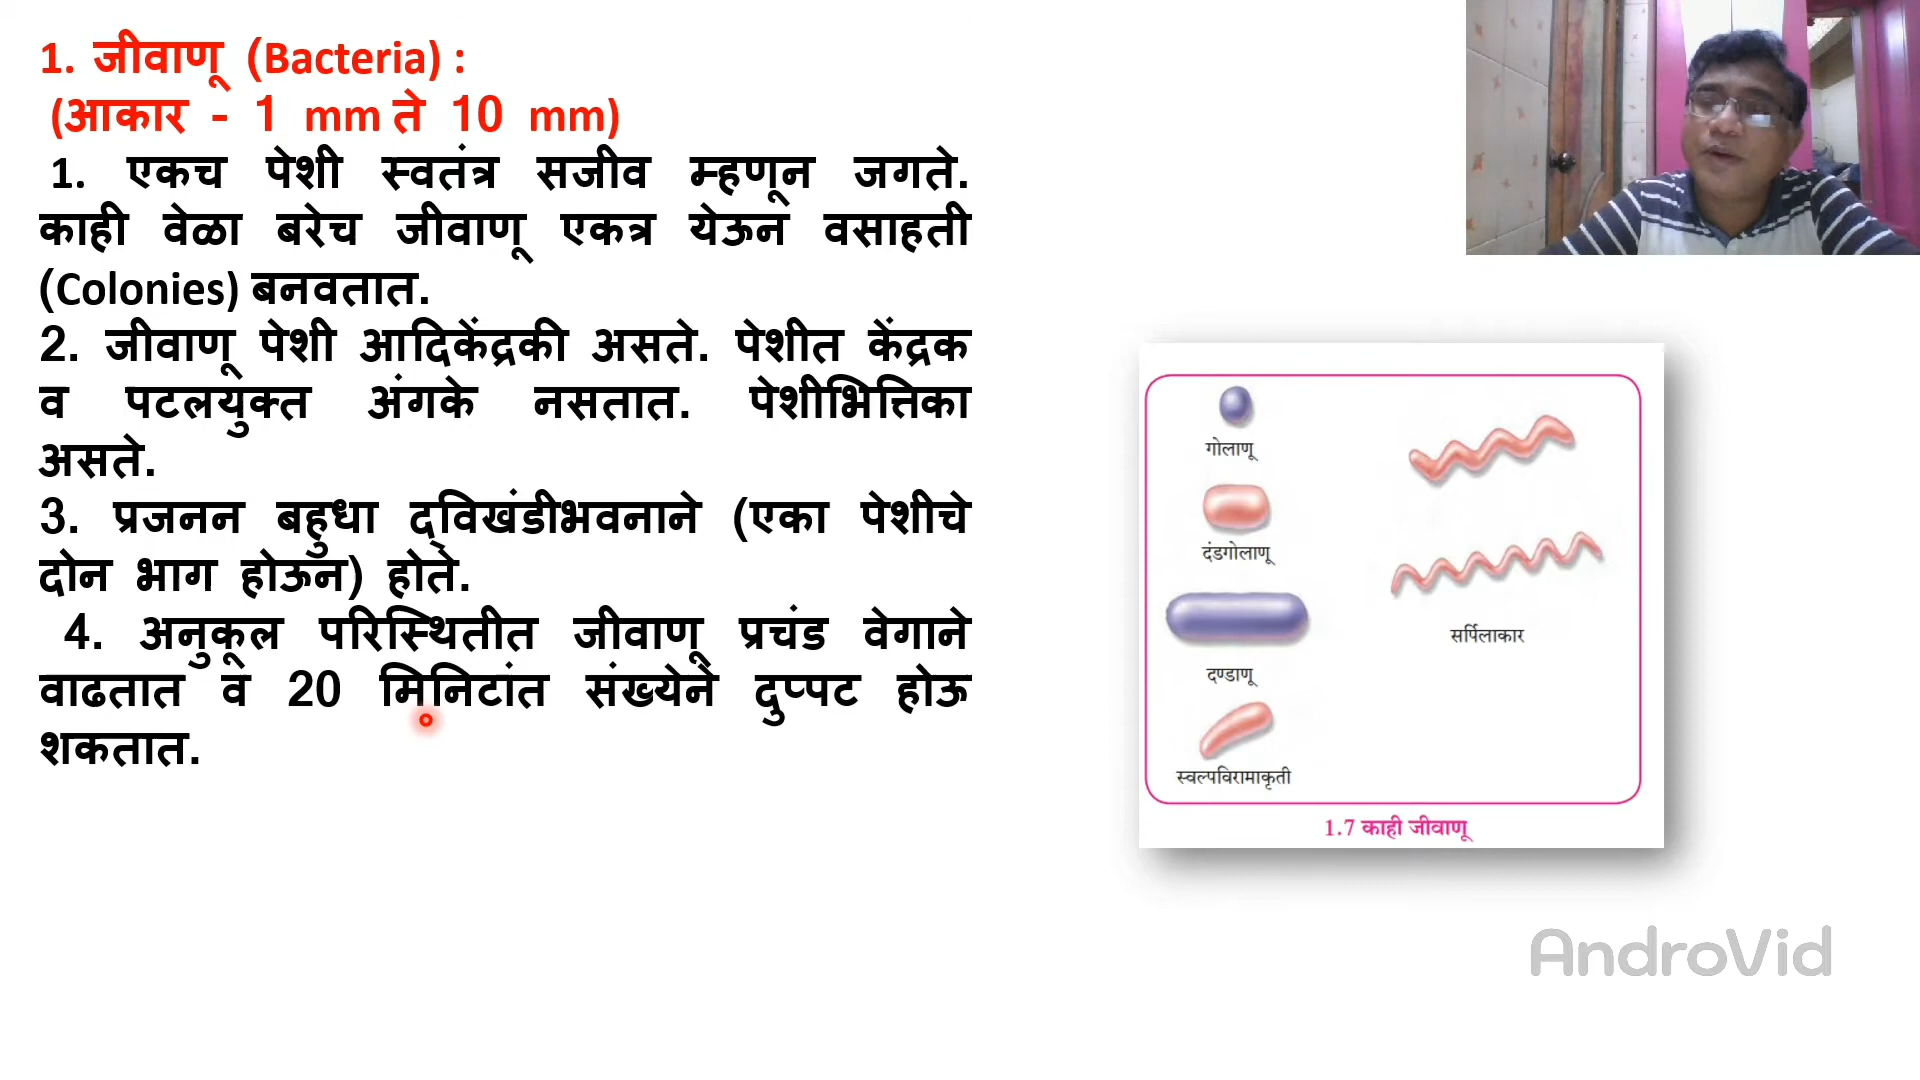 1. जीवाणू (Bacteria) :
(आकार - 1 mm ते 10 mm)
1. एकच पेशी स्वतंत्र सजीव म्हणून जगते.
काही वेळा बरेच जीवाणू एकत्र येऊन वसाहती
(Colonies) बनवतात.
2. जीवाणू पेशी आदिकेंद्रकी असते. पेशीत केंद्रक
व पटलयुक्त अंगके नसतात. पेशीभित्तिका
असते.
3. प्रजनन बहुधा द्विखंडीभवनाने (एका पेशीचे
दोन भाग होऊन) होते.
4. अनुकूल परिस्थितीत जीवाणू प्रचंड वेगाने
वाढतात व 20 मिनिटांत संख्येने दुप्पट होऊ
शकतात.
गोलाणू
दंडगोलाणू
दण्डाणू
स्वल्पविरामाकृती
सर्पिलाकार
1.7 काही जीवाणू
AndroVid